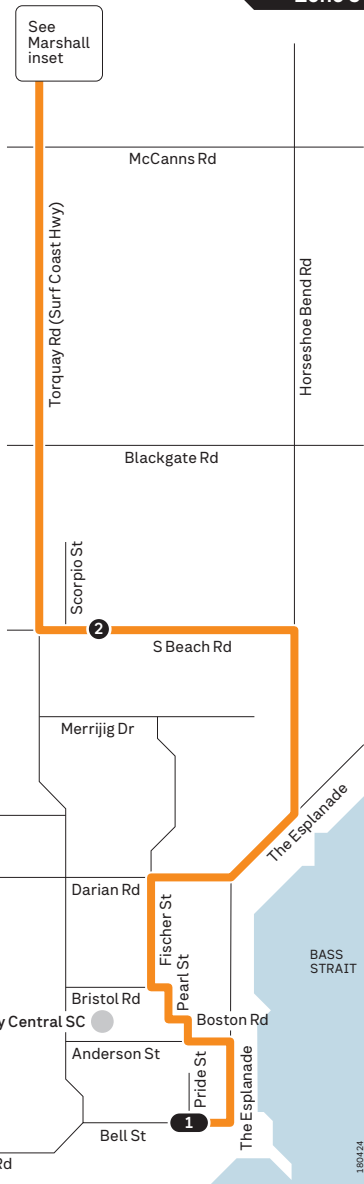 See
Marshall
inset
McCanns Rd
Torquay Rd (Surf Coast Hwy)
Horseshoe Bend Rd
Blackgate Rd
Scorpio St
2
S Beach Rd
Merrijig Dr
The Esplanade
Darian Rd
Fischer St
BASS
STRAIT
Pearl St
Bristol Rd
Central SC
Boston Rd
Anderson St
Pride St
The Esplanade
1
Bell St
180424